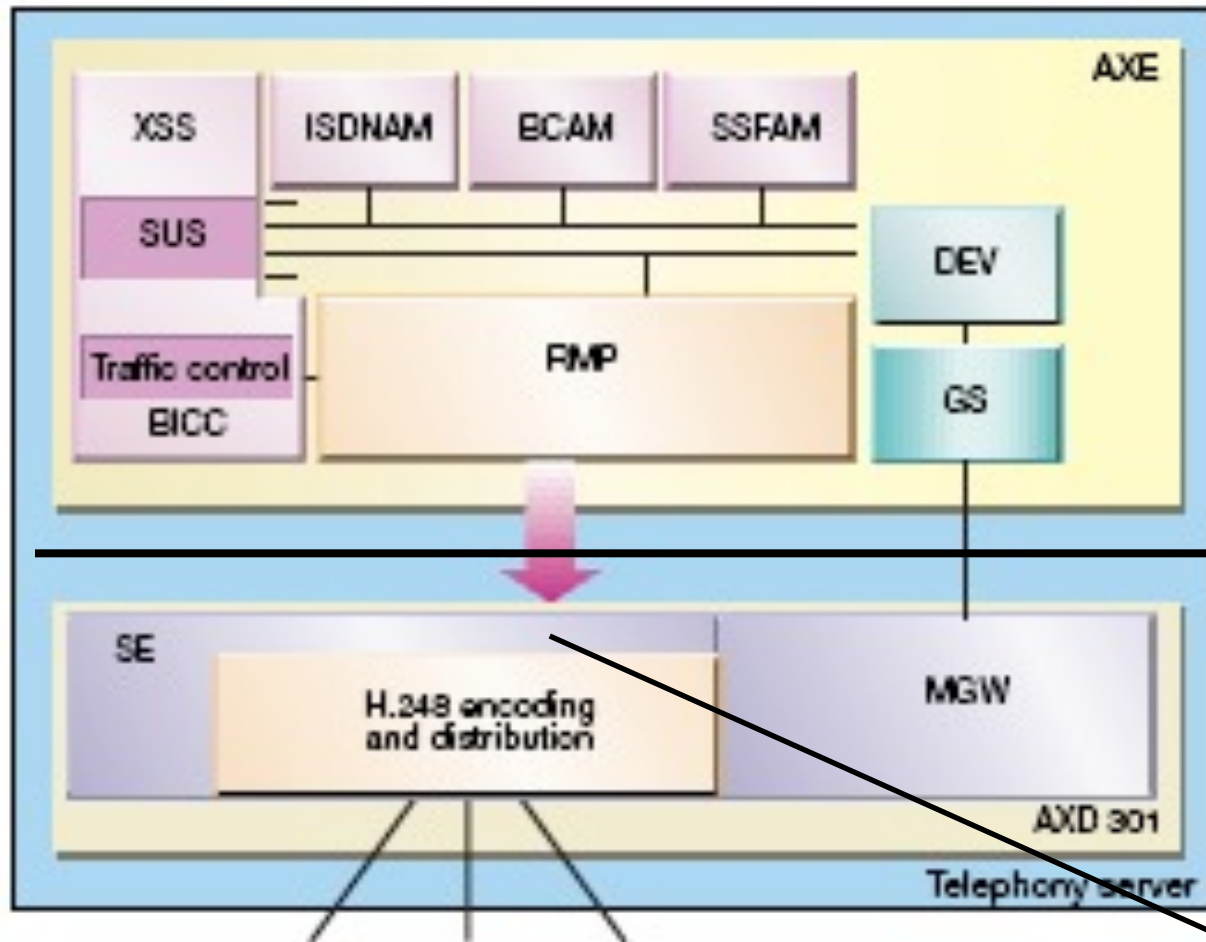 AXE
XSS
ISDNAM
BCAM
SSFAM
SUS
DEV
RMP
Traffic control
GS
BICC
SE
MGW
H.248 encoding
and distribution
AXD 301
Telephony server